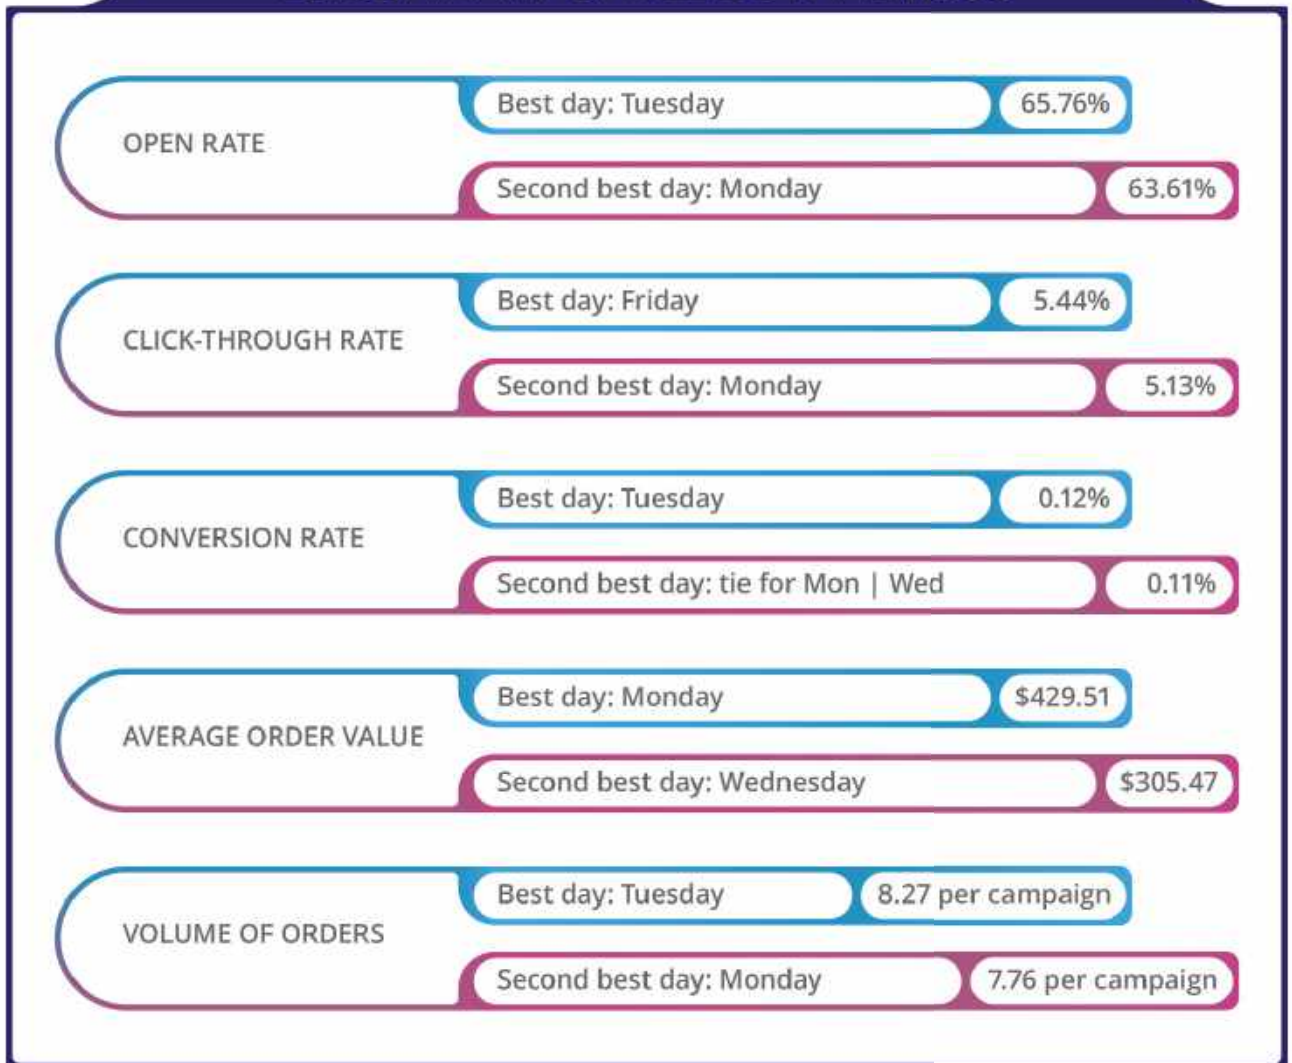 OPEN RATE
Best day: Tuesday
65.76%
Second best day: Monday
63.61%
CLICK-THROUGH RATE
Best day: Friday
5.44%
Second best day: Monday
5.13%
CONVERSION RATE
Best day: Tuesday
0.12%
Second best day: tie for Mon | Wed
0.11%
AVERAGE ORDER VALUE
Best day: Monday
$429.51
Second best day: Wednesday
$305.47
VOLUME OF ORDERS
Best day: Tuesday
8.27 per campaign
Second best day: Monday
7.76 per campaign